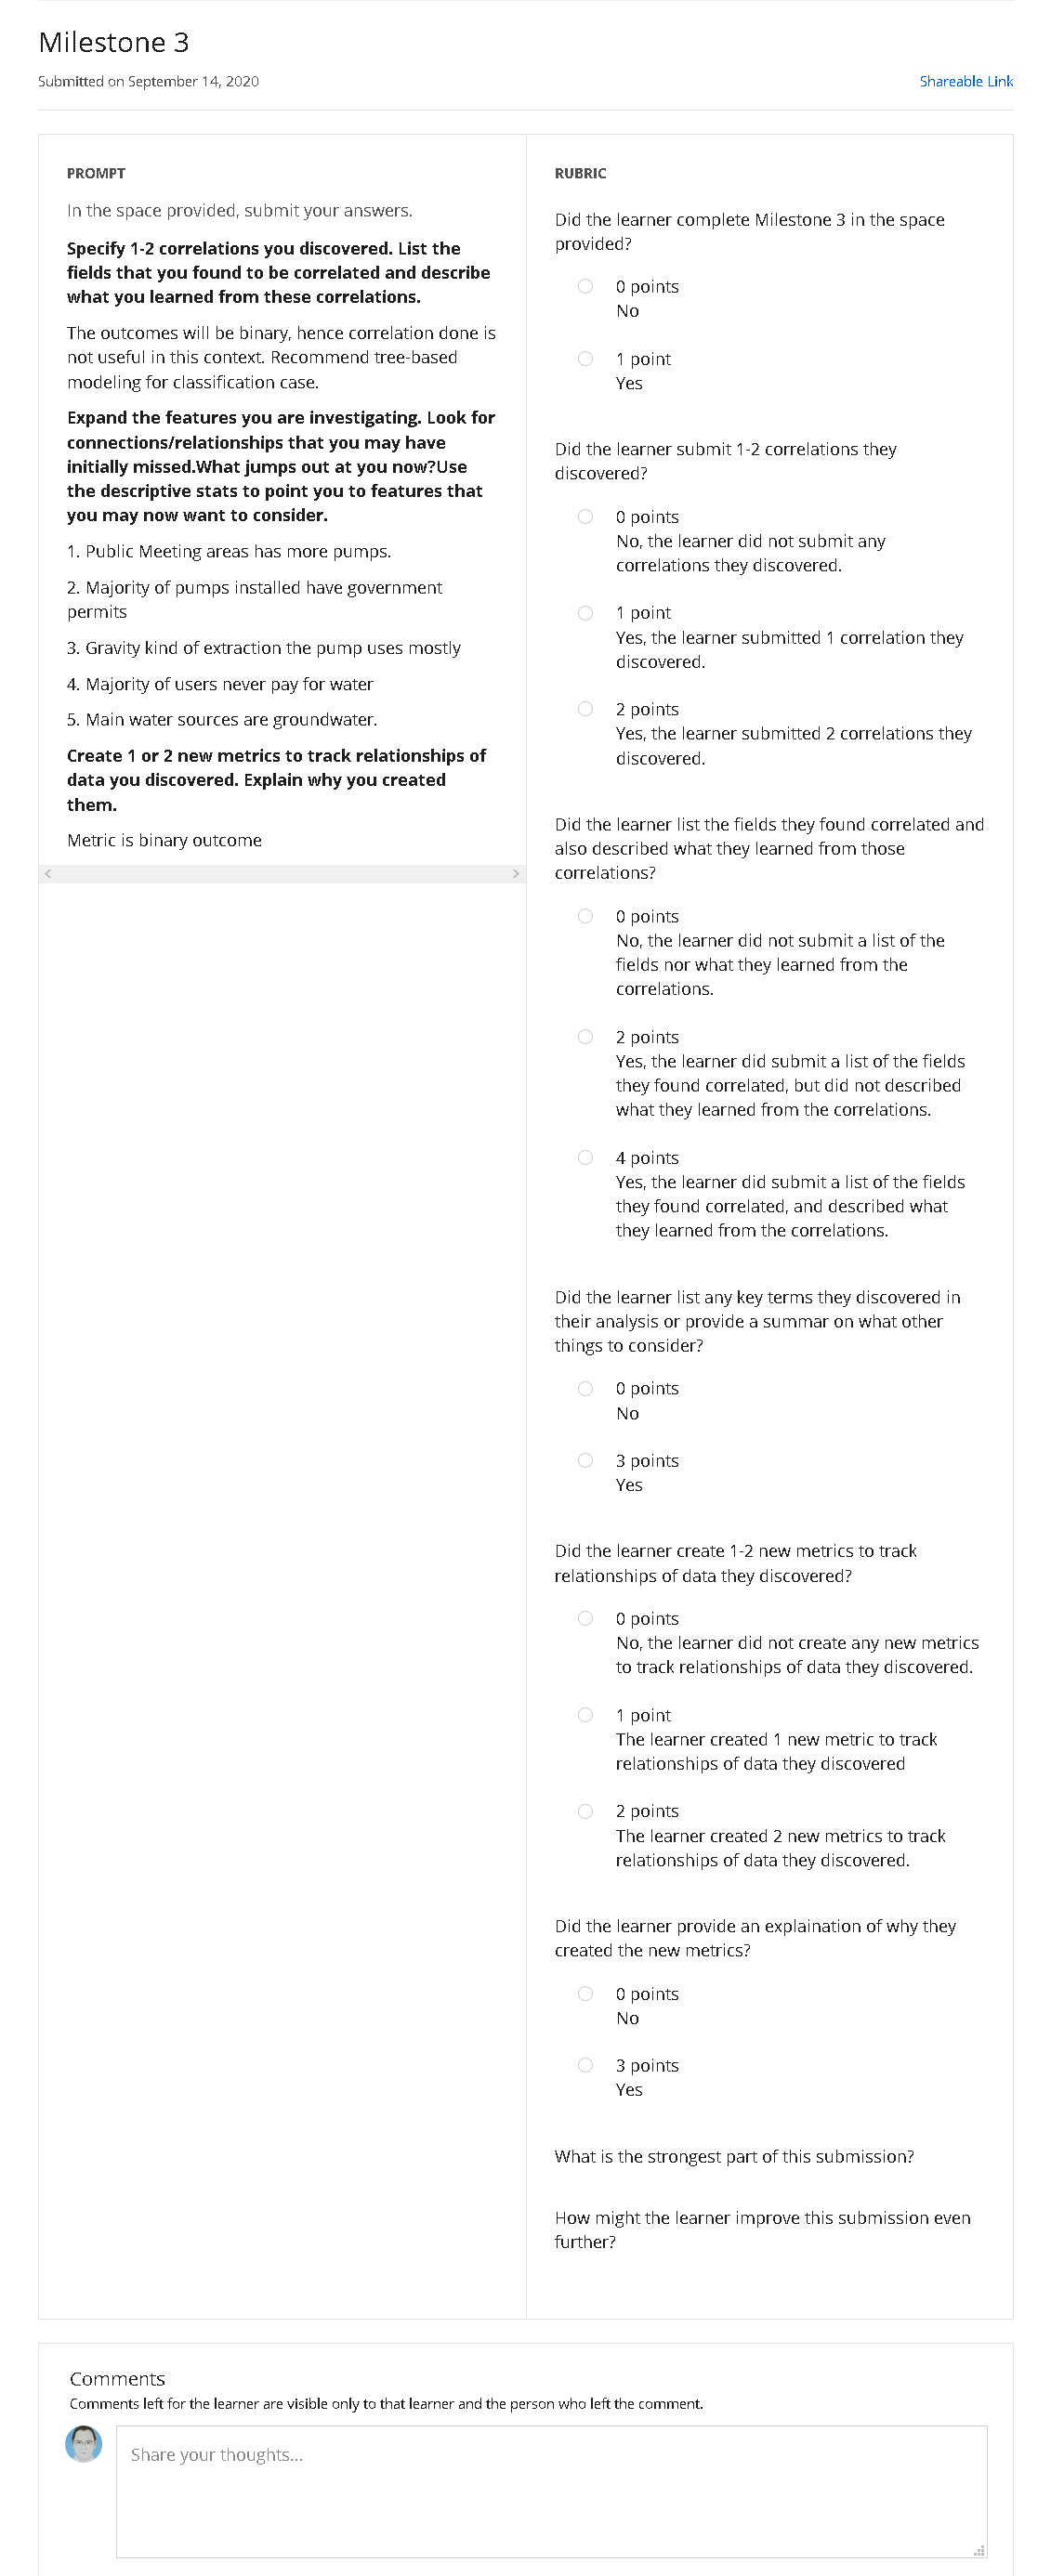 Milestone 3
Submitted on September 14, 2020
Shareable Link
PROMPT
In the space provided, submit your answers.
Specify 1-2 correlations you discovered. List the
fields that you found to be correlated and describe
what you learned from these correlations.
The outcomes will be binary, hence correlation done is
not useful in this context. Recommend tree-based
modeling for classification case.
Expand the features you are investigating. Look for
connections/relationships that you may have
initially missed.What jumps out at you now?Use
the descriptive stats to point you to features that
you may now want to consider.
1. Public Meeting areas has more pumps.
2. Majority of pumps installed have government
permits
3. Gravity kind of extraction the pump uses mostly
4. Majority of users never pay for water
5. Main water sources are groundwater.
Create 1 or 2 new metrics to track relationships of
data you discovered. Explain why you created
them.
Metric is binary outcome
RUBRIC
Did the learner complete Milestone 3 in the space
provided?
0 points
No
1 point
Yes
Did the learner submit 1-2 correlations they
discovered?
0 points
No, the learner did not submit any
correlations they discovered.
1 point
Yes, the learner submitted 1 correlation they
discovered.
2 points
Yes, the learner submitted 2 correlations they
discovered.
Did the learner list the fields they found correlated and
also described what they learned from those
correlations?
0 points
No, the learner did not submit a list of the
fields nor what they learned from the
correlations.
2 points
Yes, the learner did submit a list of the fields
they found correlated, but did not described
what they learned from the correlations.
4 points
Yes, the learner did submit a list of the fields
they found correlated, and described what
they learned from the correlations.
Did the learner list any key terms they discovered in
their analysis or provide a summar on what other
things to consider?
0 points
No
3 points
Yes
Did the learner create 1-2 new metrics to track
relationships of data they discovered?
0 points
No, the learner did not create any new metrics
to track relationships of data they discovered.
1 point
The learner created 1 new metric to track
relationships of data they discovered
2 points
The learner created 2 new metrics to track
relationships of data they discovered.
Did the learner provide an explaination of why they
created the new metrics?
0 points
No
3 points
Yes
What is the strongest part of this submission?
How might the learner improve this submission even
further?
Comments
Comments left for the learner are visible only to that learner and the person who left the comment.
Share your thoughts...